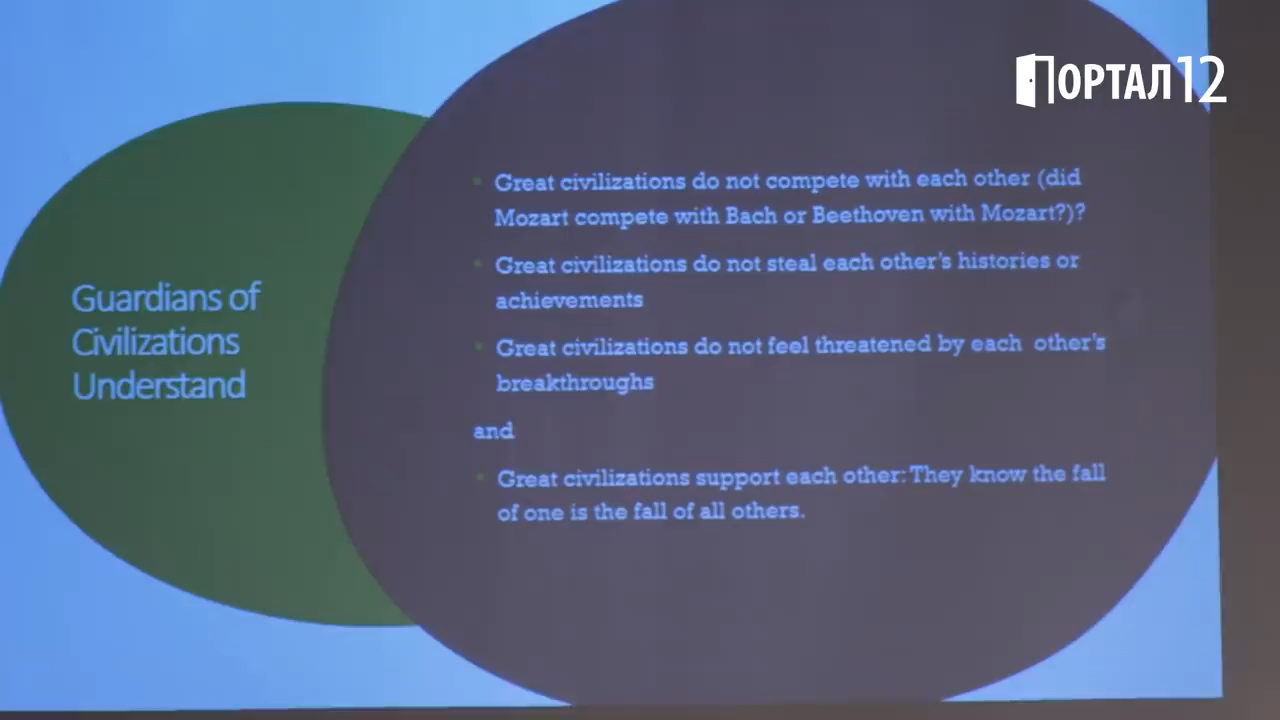 ПОРТАЛ12
Guardians of
Civilizations
Understand
Great civilizations do not compete with each other (did
Mozart compete with Bach or Beethoven with Mozart?)?
Great civilizations do not steal each other's histories or
achievements
Great civilizations do not feel threatened by each other's
breakthroughs
and
Great civilizations support each other: They know the fall
of one is the fall of all others.